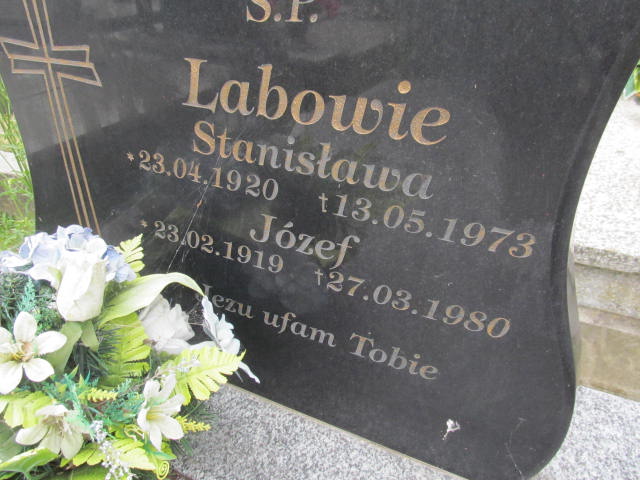 Ś.P.
Labowie
Stanisława
*23.04.1920 †13.05.1973
Józef
*23.02.1919 †27.03.1980
Jezu ufam Tobie